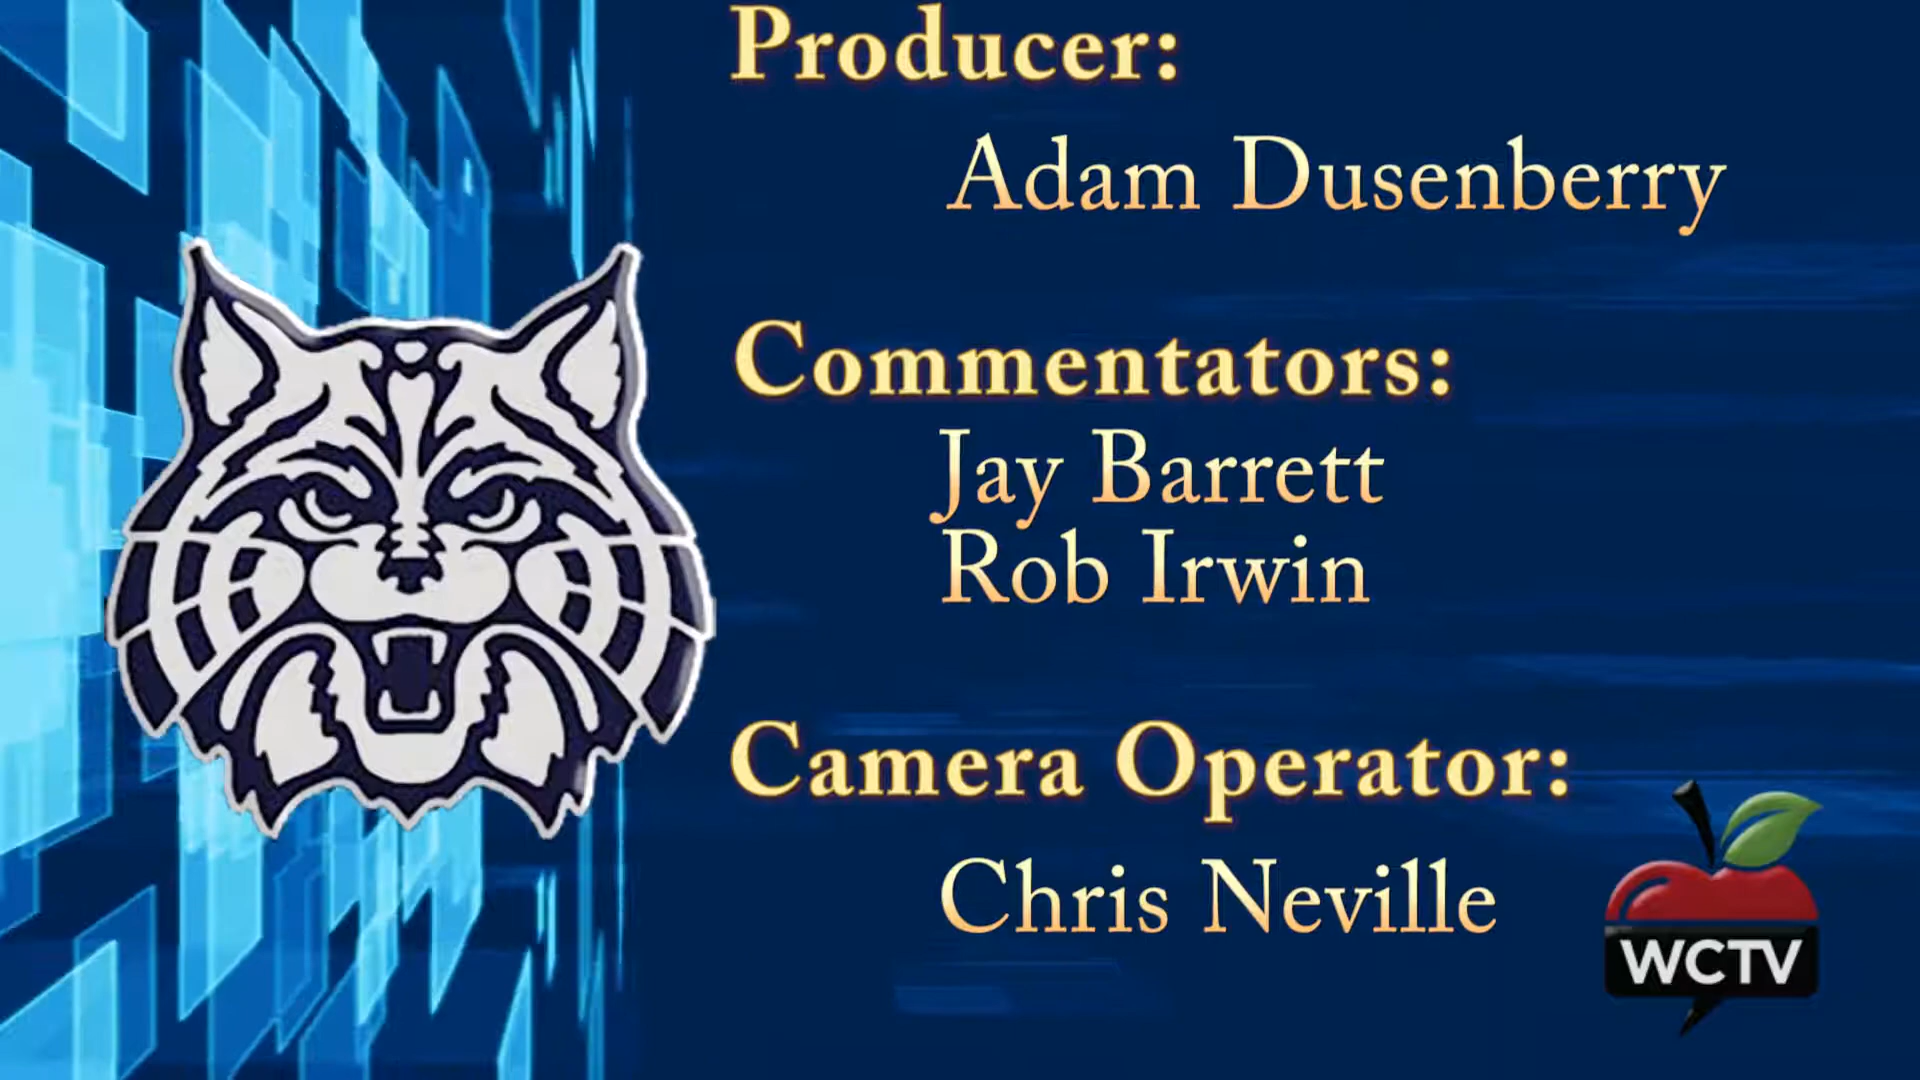 Producer:
Adam Dusenberry
Commentators:
Jay Barrett
Rob Irwin
Camera Operator:
Chris Neville
WCTV